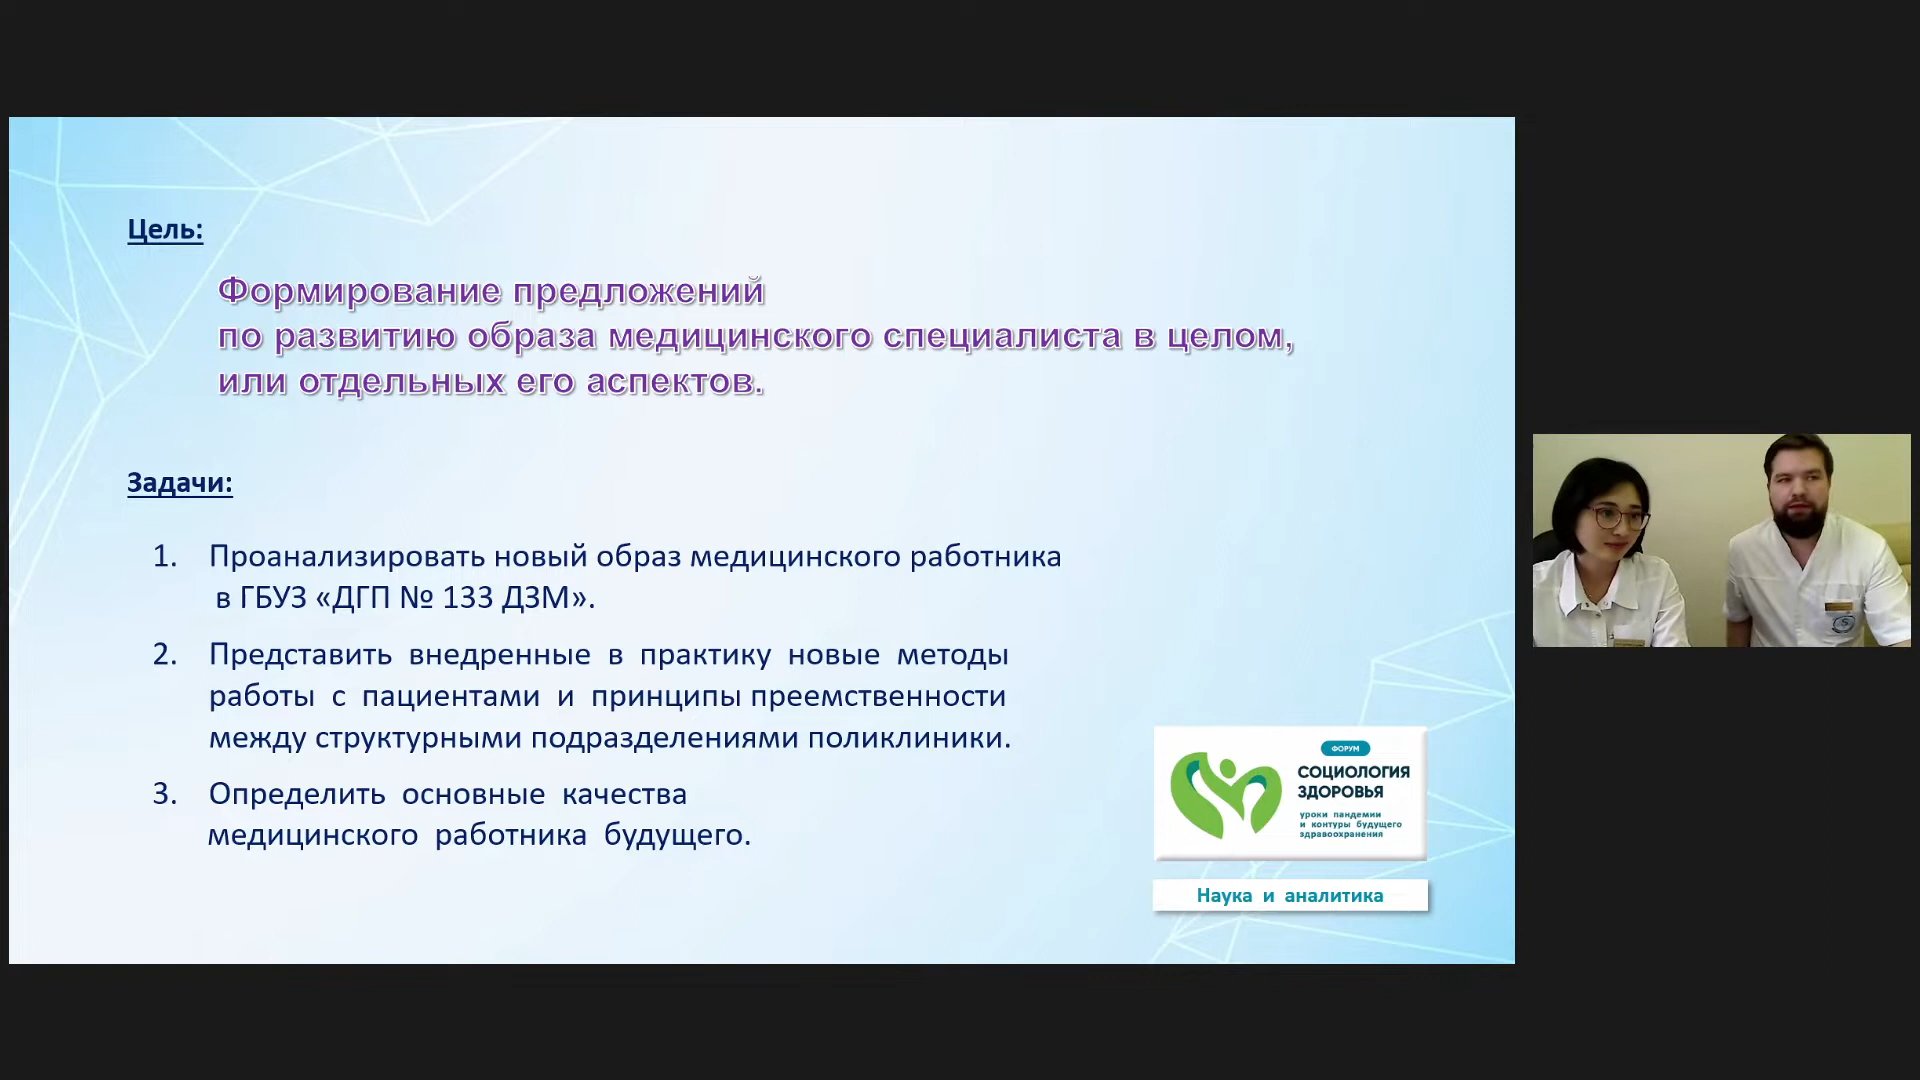 Цель:
Формирование предложений
по развитию образа медицинского специалиста в целом,
или отдельных его аспектов.
Задачи:
1. Проанализировать новый образ медицинского работника
в ГБУЗ «ДГП № 133 ДЗМ».
2. Представить внедренные в практику новые методы
работы с пациентами и принципы преемственности
между структурными подразделениями поликлиники.
3. Определить основные качества
медицинского работника будущего.
ФОРУМ
СОЦИОЛОГИЯ
ЗДОРОВЬЯ
уроки пандемии
и контуры будущего
здравоохранения
Наука и аналитика